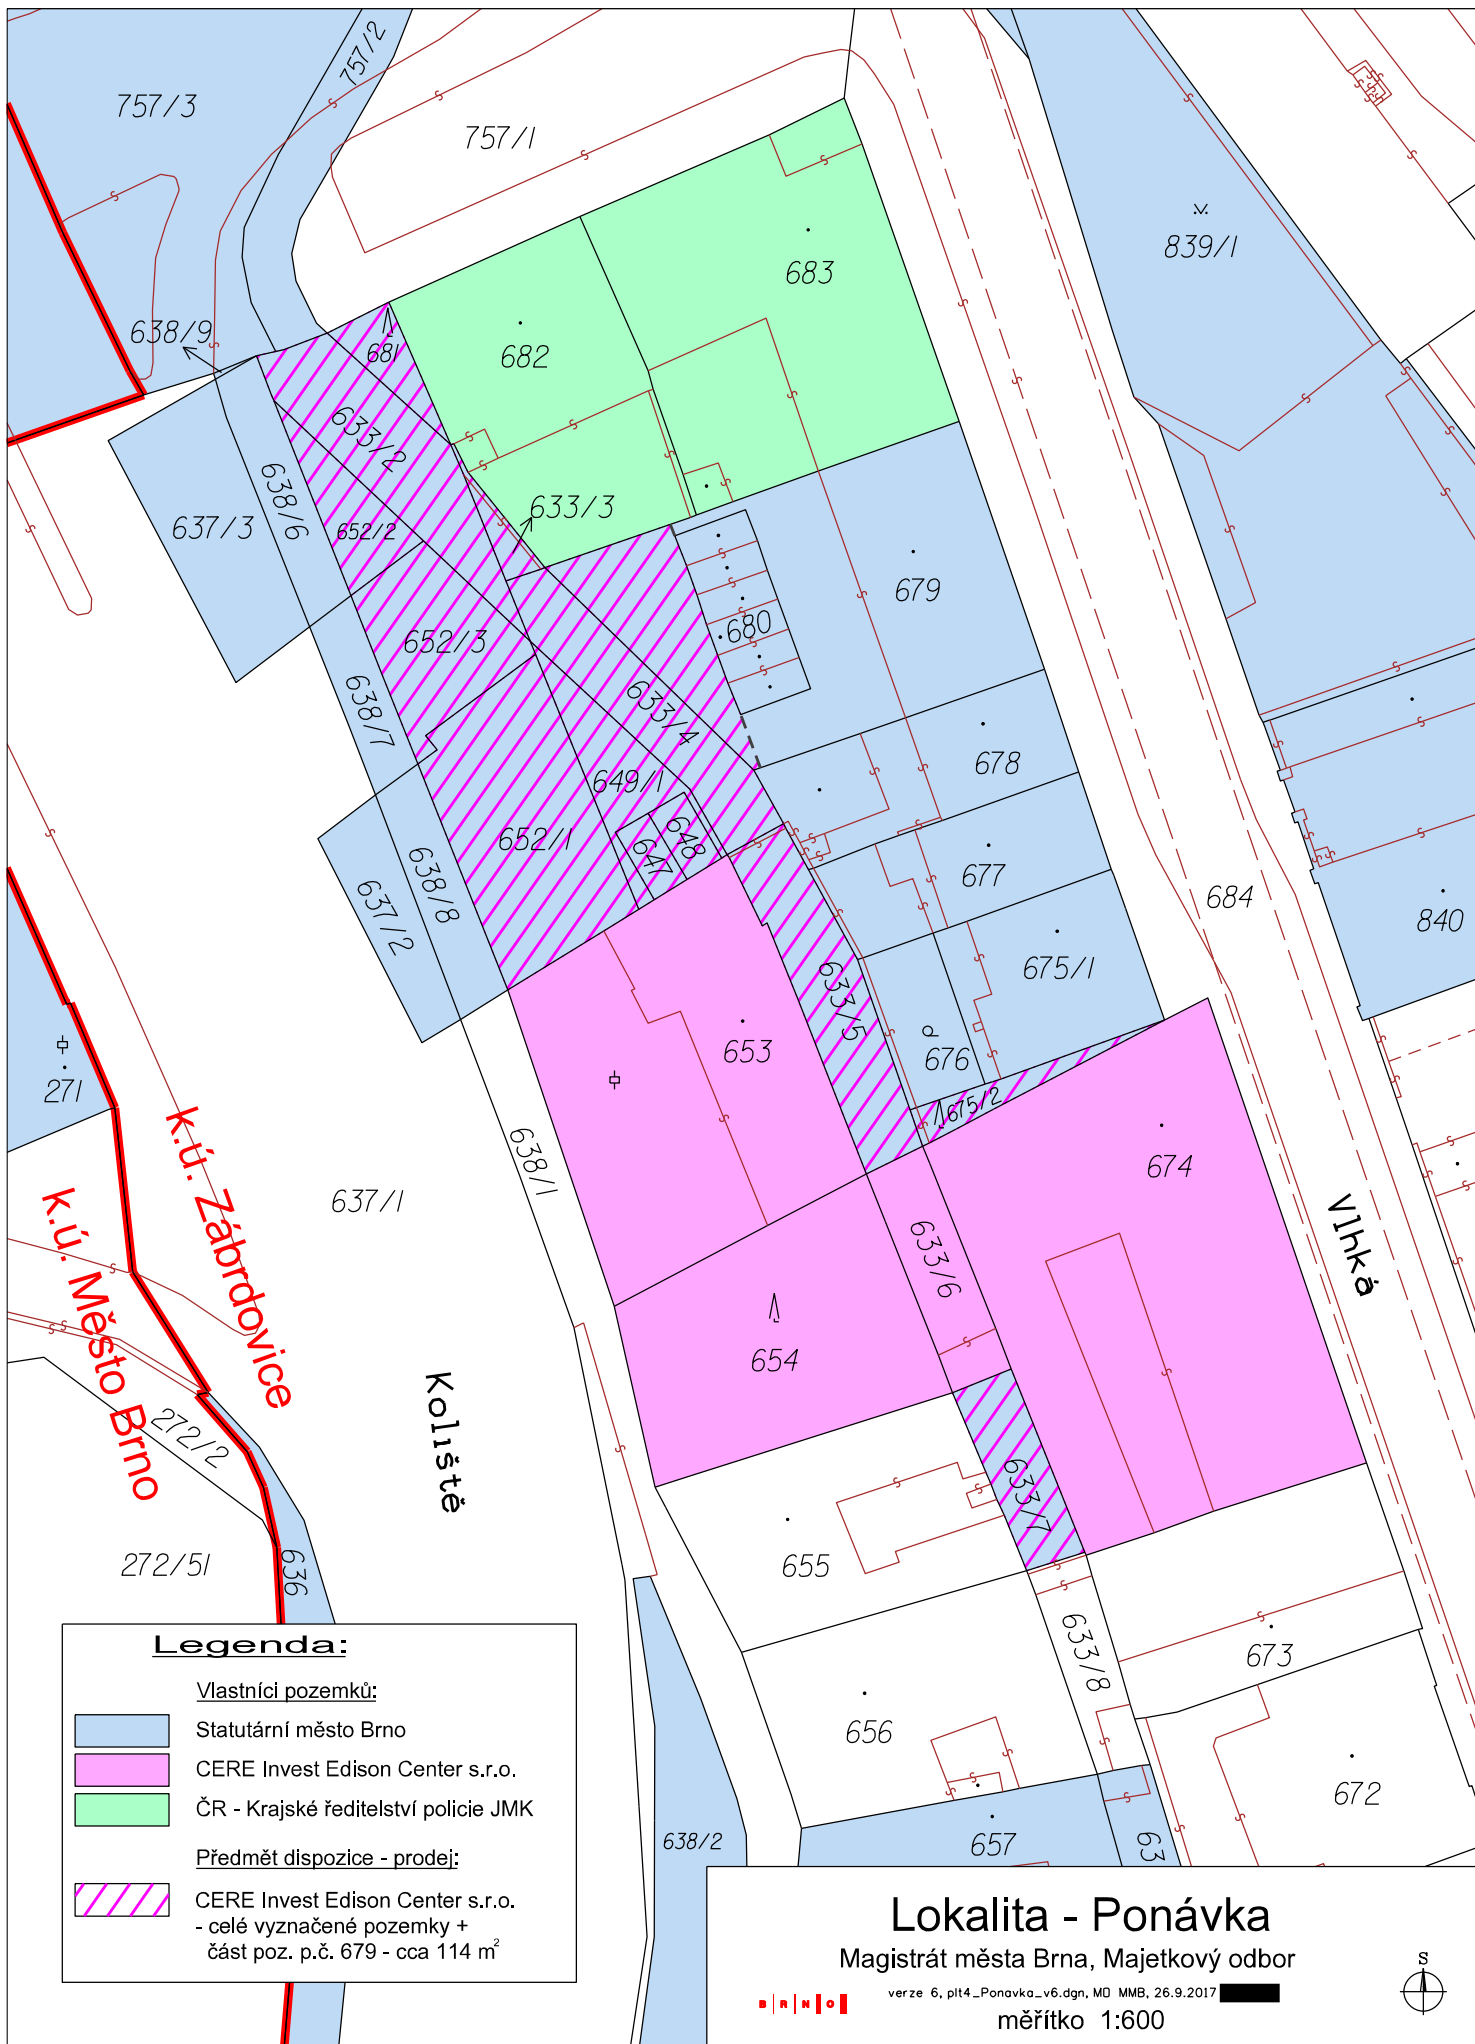 757/2
757/3
757/1
839/1
683
638/9
681
682
633/2
638/6
633/3
637/3
652/2
679
680
652/3
638/7
633/4
678
649/1
652/1
648
647
677
638/8
637/2
684
840
675/1
633/5
676
653
271
675/2
k.ú. Zábrdovice
638/1
674
637/1
k.ú. Město Brno
633/6
Vlhká
654
Koliště
272/2
633/7
272/51
636
655
633/8
673
656
672
638/2
657
63
Legenda:
Vlastníci pozemků:
Statutární město Brno
CERE Invest Edison Center s.r.o.
ČR - Krajské ředitelství policie JMK
Předmět dispozice - prodej:
CERE Invest Edison Center s.r.o.
- celé vyznačené pozemky +
část poz. p.č. 679 - cca 114 m²
Lokalita - Ponávka
Magistrát města Brna, Majetkový odbor
verze 6, plt4_Ponavka_v6.dgn, MO MMB, 26.9.2017
BRNO
měřítko 1:600
S